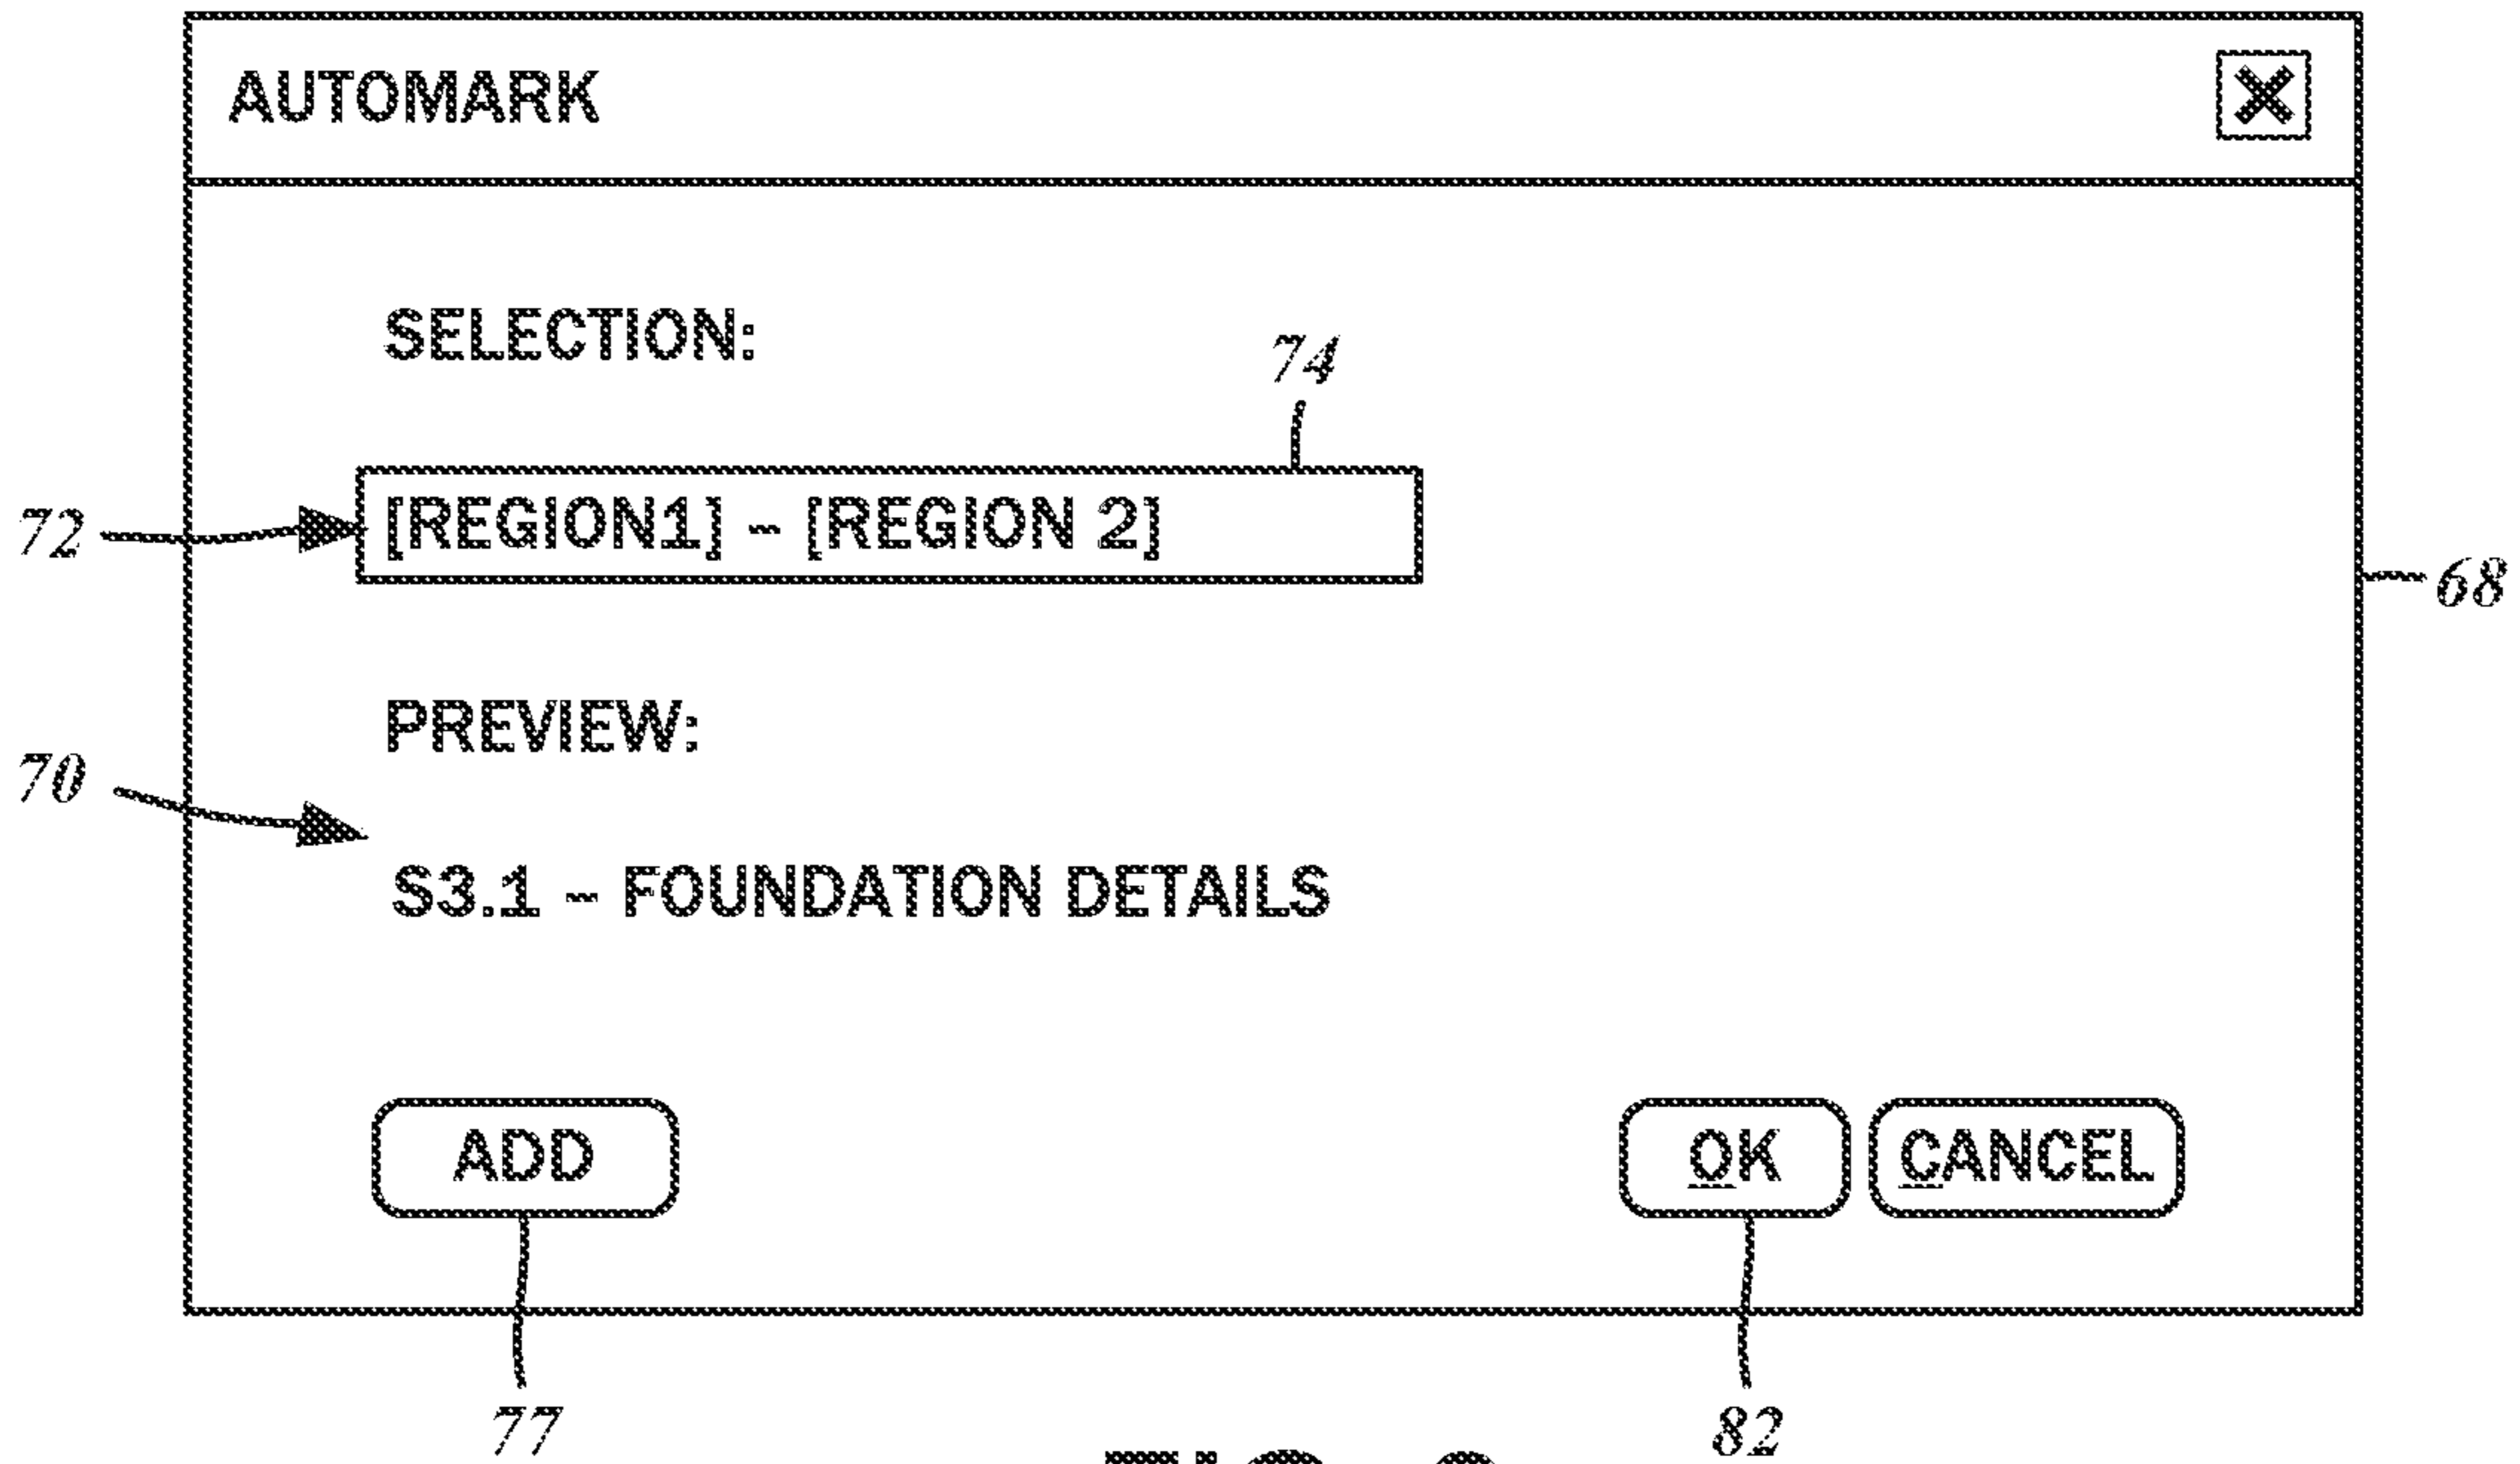 AUTOMARK
SELECTION:
74
72
[REGION1] – [REGION 2]
68
PREVIEW:
70
S3.1 – FOUNDATION DETAILS
ADD
OK
CANCEL
77
82